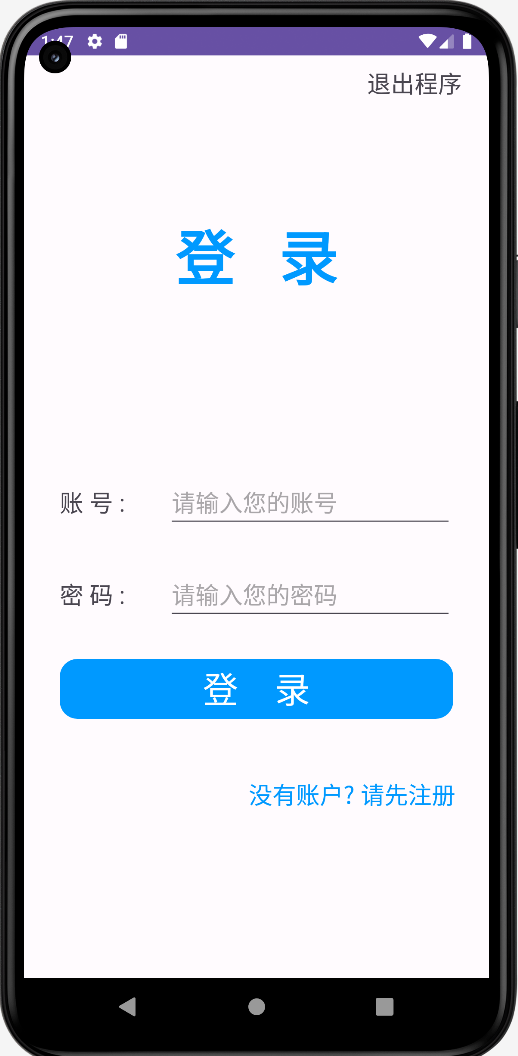 1:47
退出程序
登 录
账 号 : 请输入您的账号
密 码 : 请输入您的密码
登 录
没有账户? 请先注册